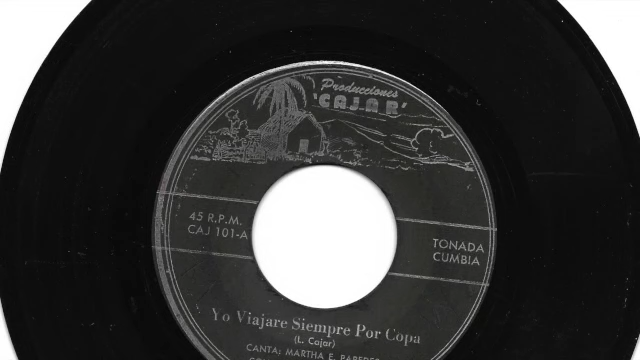 Producciones
'CAJAR'
45 R.P.M.
CAJ 101-A
TONADA
CUMBIA
Yo Viajare Siempre Por Copa
(L. Cajar)
CANTA: MARTHA E.